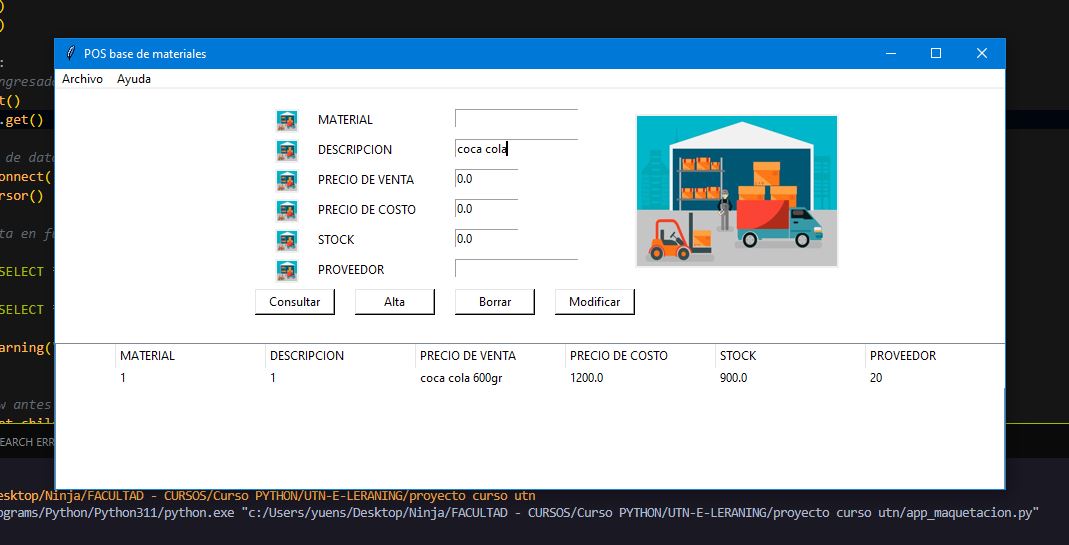 )
)
POS base de materiales
:
Archivo Ayuda
ngresado
t()
.get()
MATERIAL
DESCRIPCION coca cola
de data
onnect(
rsor()
PRECIO DE VENTA 0.0
PRECIO DE COSTO 0.0
ta en fu
STOCK 0.0
SELECT *
PROVEEDOR
Consultar Alta Borrar Modificar
SELECT *
arning("
MATERIAL DESCRIPCION PRECIO DE VENTA PRECIO DE COSTO STOCK PROVEEDOR
1 1 coca cola 600gr 1200.0 900.0 20
w antes
et.chil
EARCH ERR
esktop/Ninja/FACULTAD - CURSOS/Curso PYTHON/UTN-E-LERANING/proyecto curso utn
ograms/Python/Python311/python.exe "c:/Users/yuens/Desktop/Ninja/FACULTAD - CURSOS/Curso PYTHON/UTN-E-LERANING/proyecto curso utn/app_maquetacion.py"